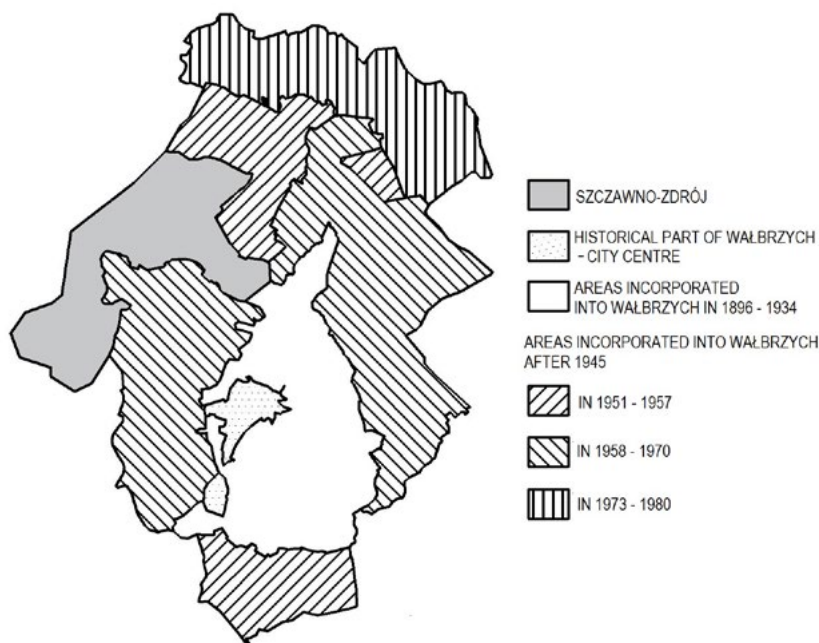 SZCZAWNO-ZDRÓJ
HISTORICAL PART OF WAŁBRZYCH
- CITY CENTRE
AREAS INCORPORATED
INTO WAŁBRZYCH IN 1896 - 1934
AREAS INCORPORATED INTO WAŁBRZYCH
AFTER 1945
IN 1951 - 1957
IN 1958 - 1970
IN 1973 - 1980